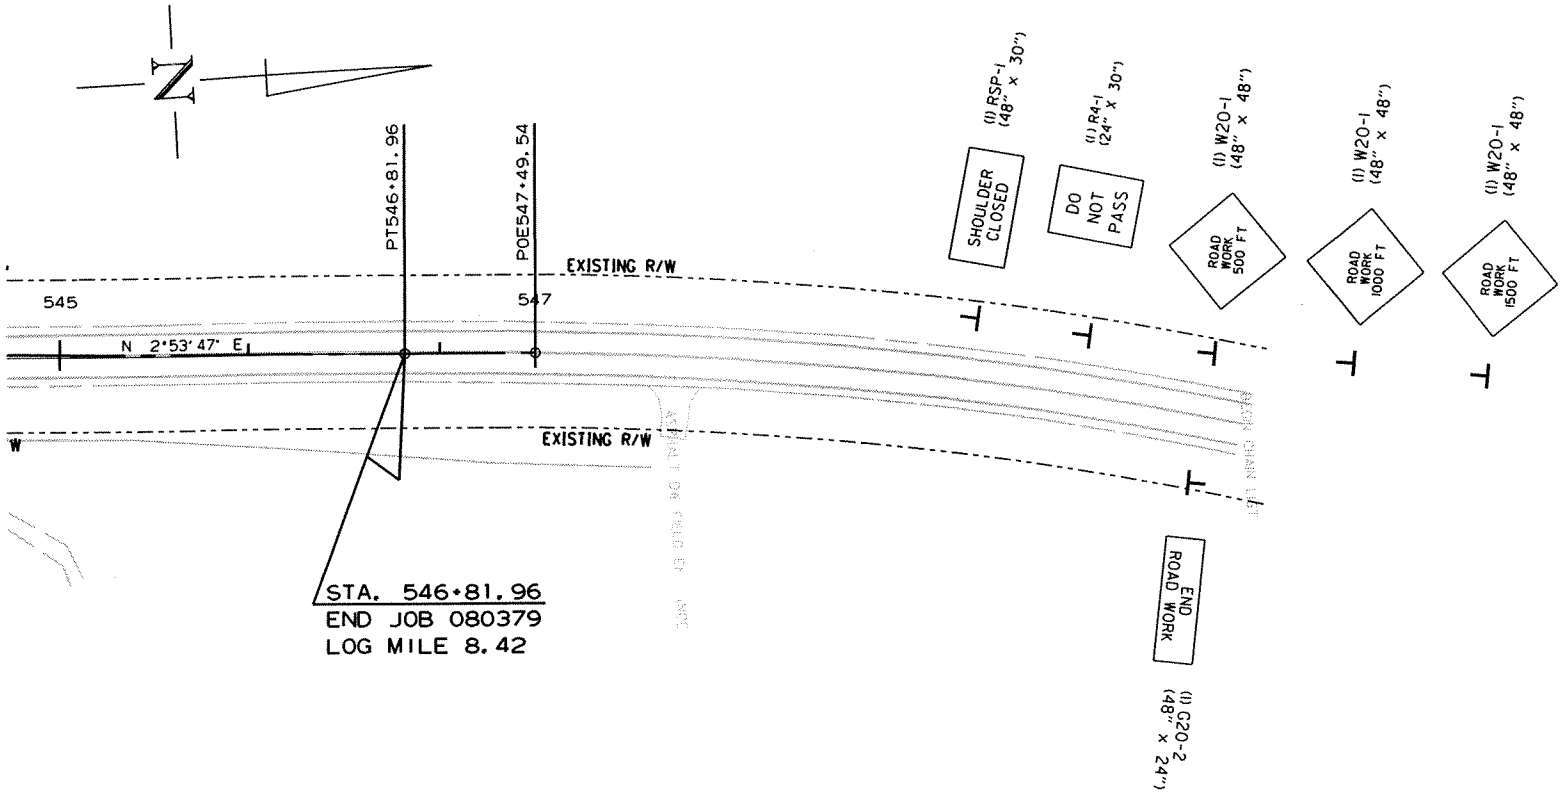 N
PT546+81.96
POE547+49.54
(1) RSP-1
(48" X 30")
(1) R4-1
(24" X 30")
(1) W20-1
(48" X 48")
(1) W20-1
(48" X 48")
(1) W20-1
(48" X 48")
SHOULDER
CLOSED
DO
NOT
PASS
ROAD
WORK
500 FT
ROAD
WORK
1000 FT
ROAD
WORK
1500 FT
EXISTING R/W
545
547
N 2°53'47" E
W
EXISTING R/W
ASPHALT DR
STA. 546+81.96
END JOB 080379
LOG MILE 8.42
END
ROAD WORK
(1) G20-2
(48" X 24")